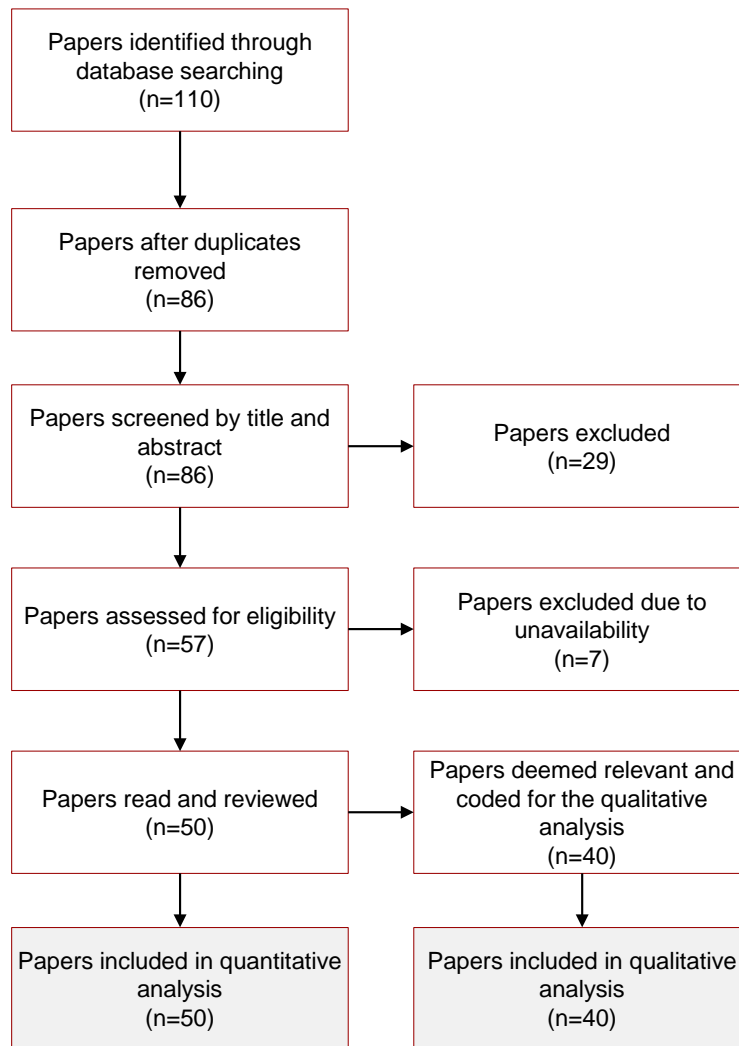 Papers identified through
database searching
(n=110)
Papers after duplicates
removed
(n=86)
Papers screened by title and
abstract
(n=86)
Papers excluded
(n=29)
Papers assessed for eligibility
(n=57)
Papers excluded due to
unavailability
(n=7)
Papers read and reviewed
(n=50)
Papers deemed relevant and
coded for the qualitative
analysis
(n=40)
Papers included in quantitative
analysis
(n=50)
Papers included in qualitative
analysis
(n=40)